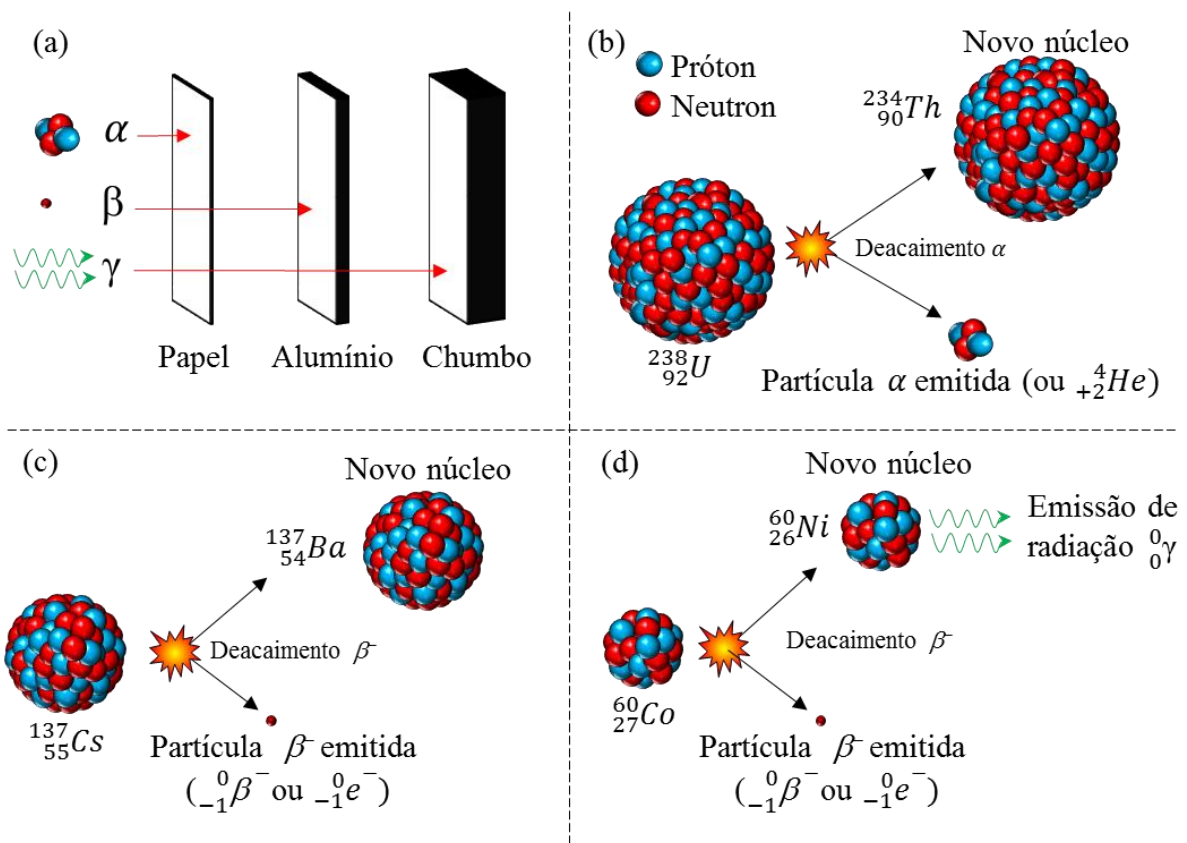 (a)
α
β
γ
Papel
Alumínio
Chumbo
(b)
Próton
Neutron
Novo núcleo
²³⁴₉₀Th
Deacaimento α
²³⁸₉₂U
Partícula α emitida (ou ⁴₊₂He)
(c)
Novo núcleo
¹³⁷₅₄Ba
Deacaimento β⁻
¹³⁷₅₅Cs
Partícula β⁻ emitida
(⁰₋₁β⁻ ou ⁰₋₁e⁻)
(d)
Novo núcleo
⁶⁰₂₆Ni
Emissão de
radiação ⁰₀γ
Deacaimento β⁻
⁶⁰₂₇Co
Partícula β⁻ emitida
(⁰₋₁β⁻ ou ⁰₋₁e⁻)